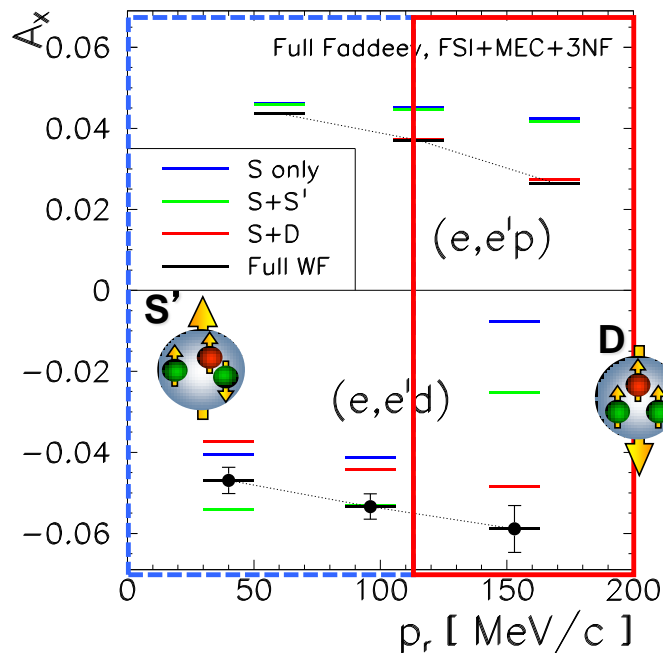 A_x
Full Faddeev, FSI+MEC+3NF
0.06
0.04
0.02
0
-0.02
-0.04
-0.06
S only
S+S'
S+D
Full WF
(e,e'p)
S'
D
(e,e'd)
0
50
100
150
200
p_r [ MeV/c ]